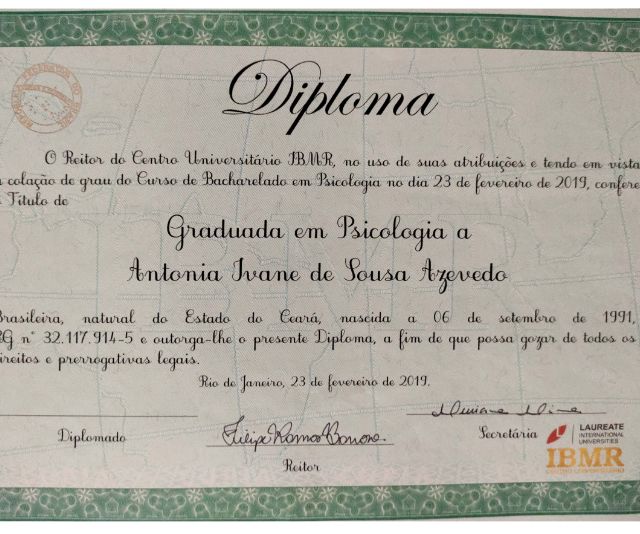 Diploma
O Reitor do Centro Universitário IBMR, no uso de suas atribuições e tendo em vista
colação de grau do Curso de Bacharelado em Psicologia no dia 23 de fevereiro de 2019, confere
Título de
Graduada em Psicologia a
Antonia Ivane de Sousa Azevedo
Brasileira, natural do Estado do Ceará, nascida a 06 de setembro de 1991,
RG n° 32.117.914-5 e outorga-lhe o presente Diploma, a fim de que possa gozar de todos os
direitos e prerrogativas legais.
Rio de Janeiro, 23 de fevereiro de 2019.
Diplomado
Reitor
Secretária
LAUREATE
INTERNATIONAL
UNIVERSITIES
IBMR
CENTRO UNIVERSITÁRIO